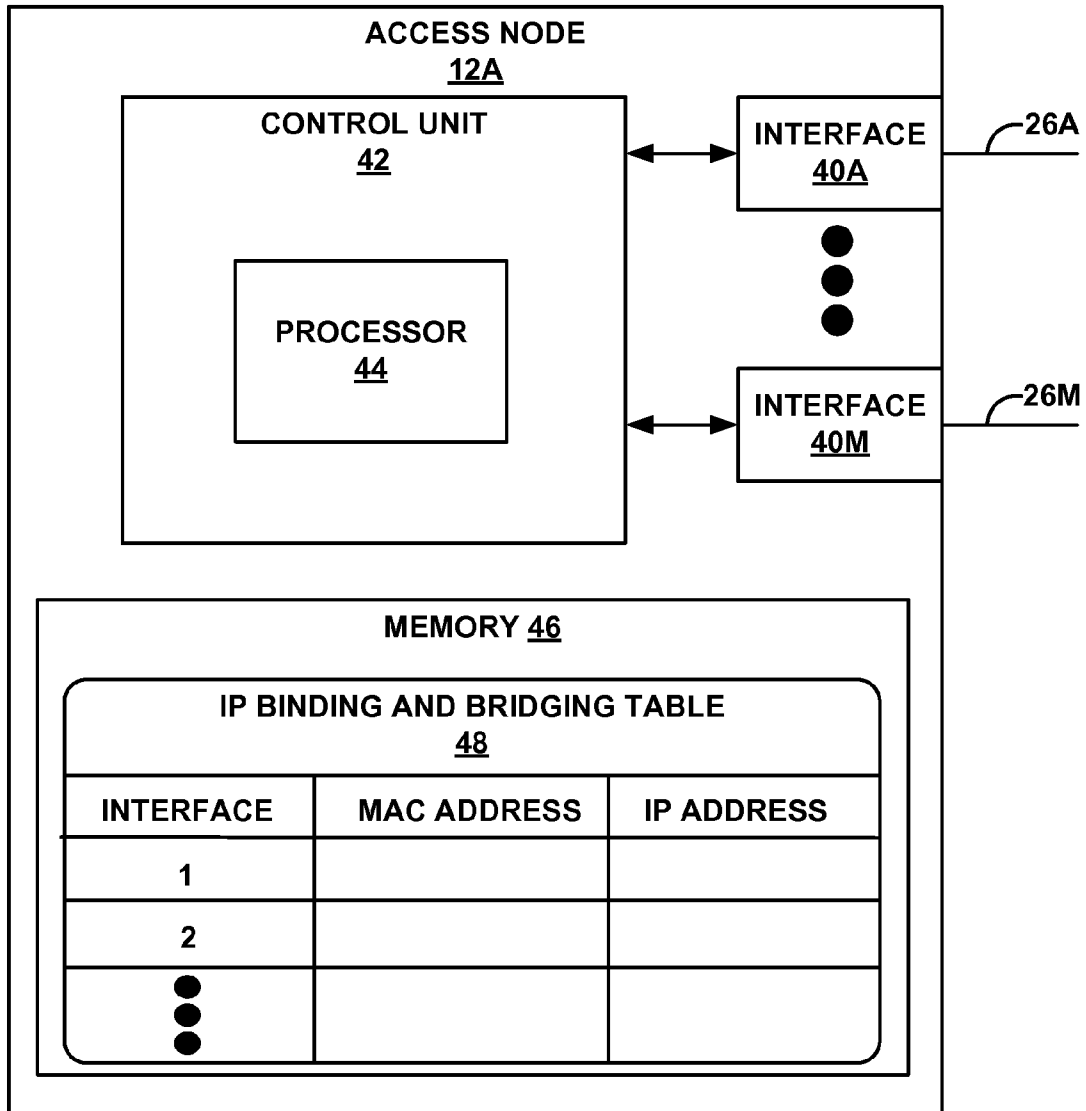 ACCESS NODE
12A
CONTROL UNIT
42
PROCESSOR
44
INTERFACE
40A
26A
INTERFACE
40M
26M
MEMORY 46
IP BINDING AND BRIDGING TABLE
48
INTERFACE MAC ADDRESS IP ADDRESS
1
2